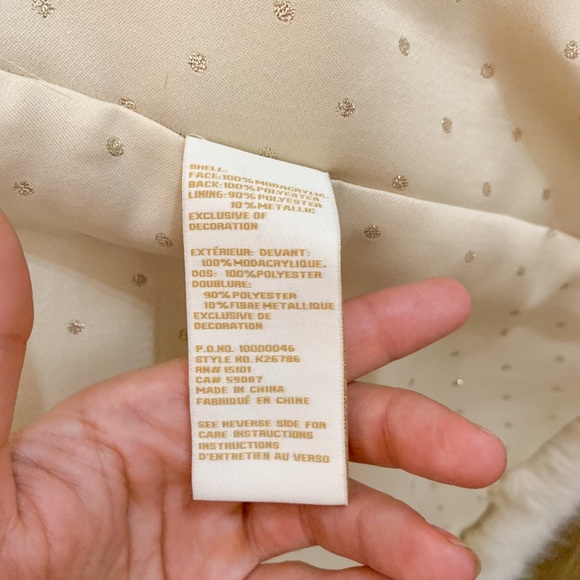 SHELL:
FACE:100%MODACRYLIC.
BACK:100%POLYESTER
LINING:90%POLYESTER
10%METALLIC
EXCLUSIVE OF
DECORATION
EXTÉRIEUR: DEVANT:
100%MODACRYLIQUE.
DOS: 100%POLYESTER
DOUBLURE:
90%POLYESTER
10%FIBRE METALLIQUE
EXCLUSIVE DE
DECORATION
P.O.NO. 10000046
STYLE NO. K26786
RN# 15101
CA# 59087
MADE IN CHINA
FABRIQUÉ EN CHINE
SEE REVERSE SIDE FOR
CARE INSTRUCTIONS
INSTRUCTIONS
D'ENTRETIEN AU VERSO